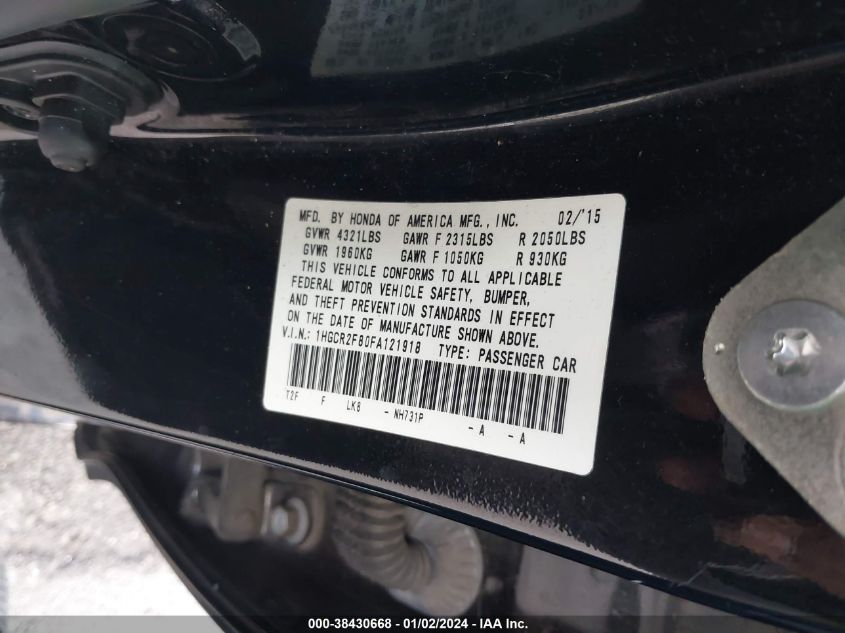 MFD. BY HONDA OF AMERICA MFG., INC. 02/'15
GVWR 4321LBS GAWR F 2315LBS R 2050LBS
GVWR 1960KG GAWR F 1050KG R 930KG
THIS VEHICLE CONFORMS TO ALL APPLICABLE
FEDERAL MOTOR VEHICLE SAFETY, BUMPER,
AND THEFT PREVENTION STANDARDS IN EFFECT
ON THE DATE OF MANUFACTURE SHOWN ABOVE.
V.I.N.: 1HGCR2F80FA121918 TYPE: PASSENGER CAR
T2F F LK8 - NH731P - A - A
000-38430668 - 01/02/2024 - IAA Inc.